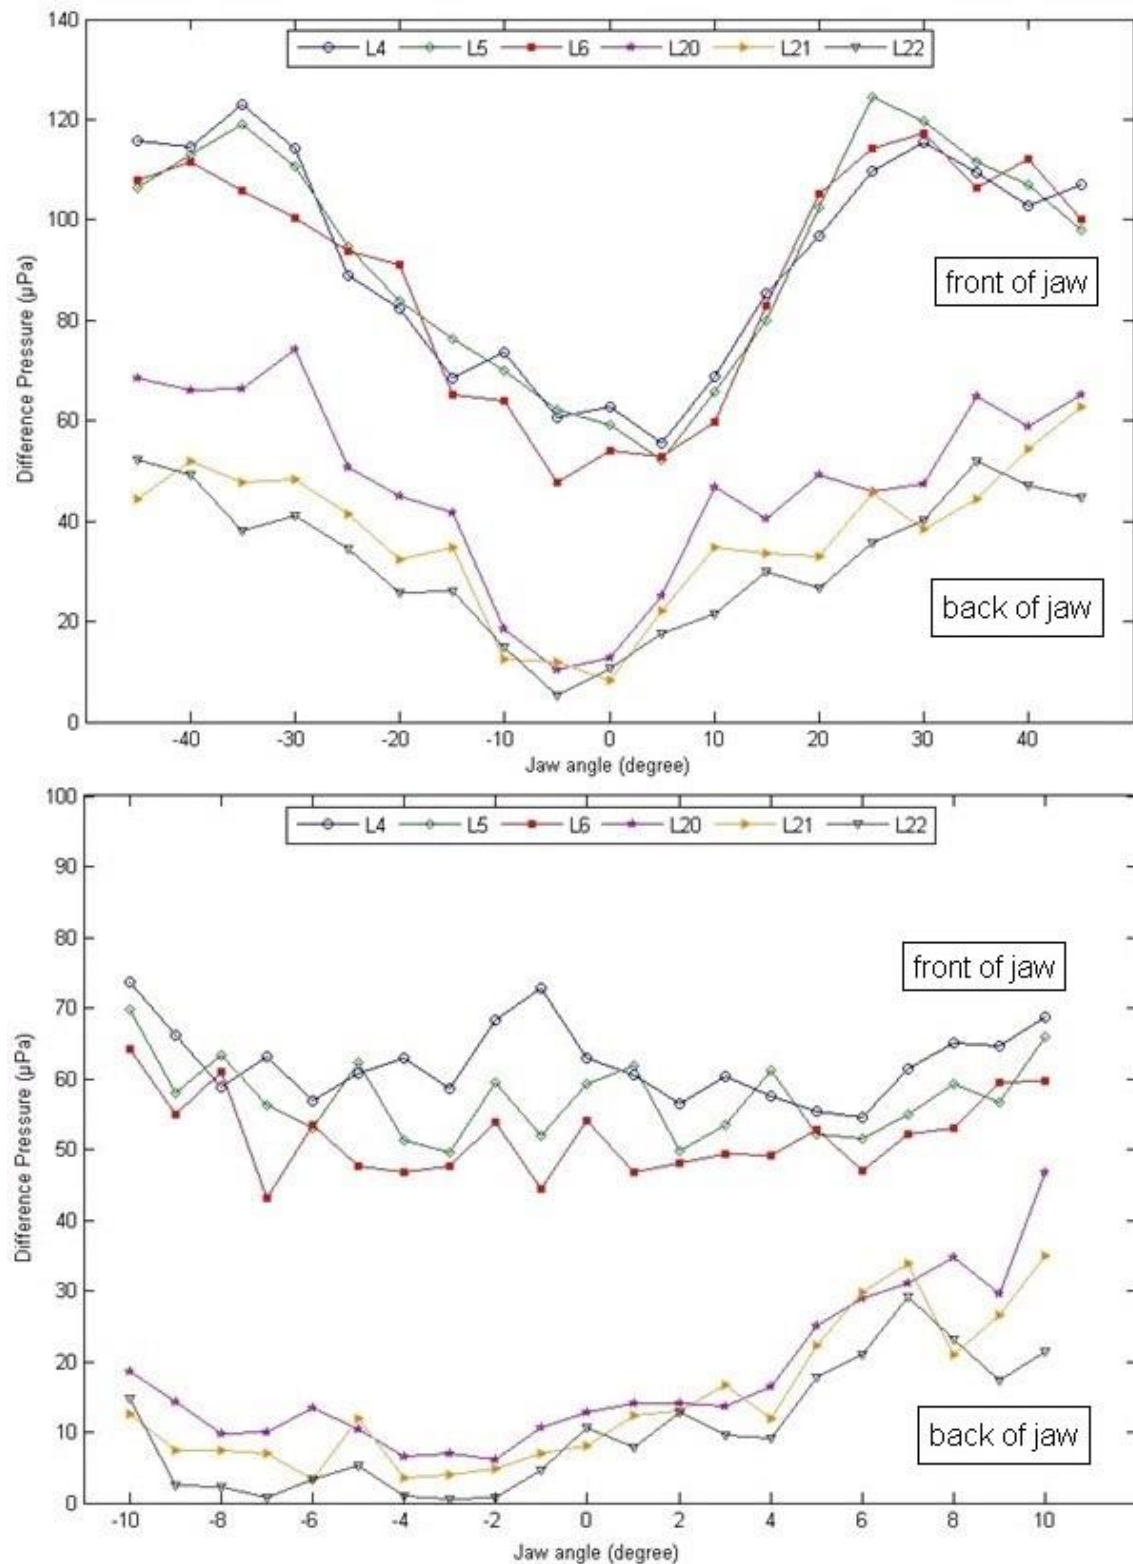 140
L4 L5 L6 L20 L21 L22
120
100
front of jaw
80
Difference Pressure (µPa)
60
40
back of jaw
20
0
-40 -30 -20 -10 0 10 20 30 40
Jaw angle (degree)
100
L4 L5 L6 L20 L21 L22
90
80
front of jaw
70
60
Difference Pressure (µPa)
50
40
30
20
back of jaw
10
0
-10 -8 -6 -4 -2 0 2 4 6 8 10
Jaw angle (degree)